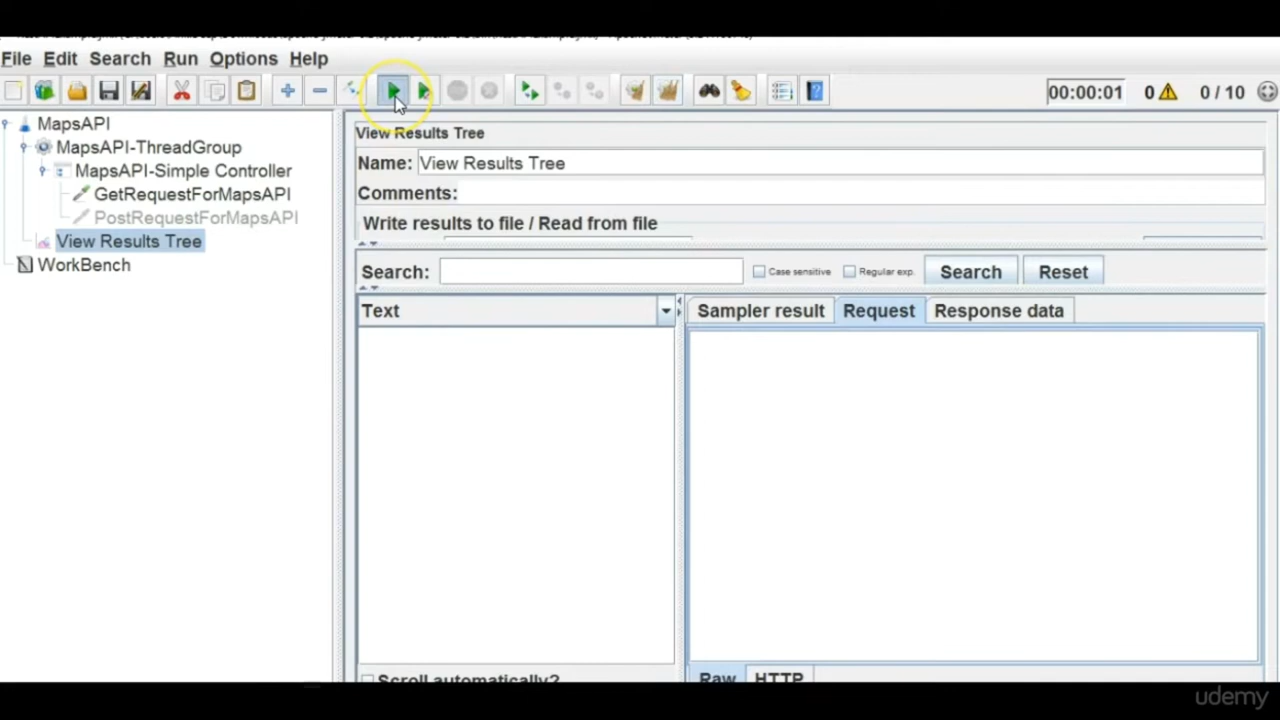 File Edit Search Run Options Help
00:00:01 0 0 / 10
MapsAPI
MapsAPI-ThreadGroup
MapsAPI-Simple Controller
GetRequestForMapsAPI
PostRequestForMapsAPI
View Results Tree
WorkBench
View Results Tree
Name: View Results Tree
Comments:
Write results to file / Read from file
Search: Case sensitive Regular exp. Search Reset
Text
Sampler result Request Response data
Scroll automatically?
Raw HTTP
udemy